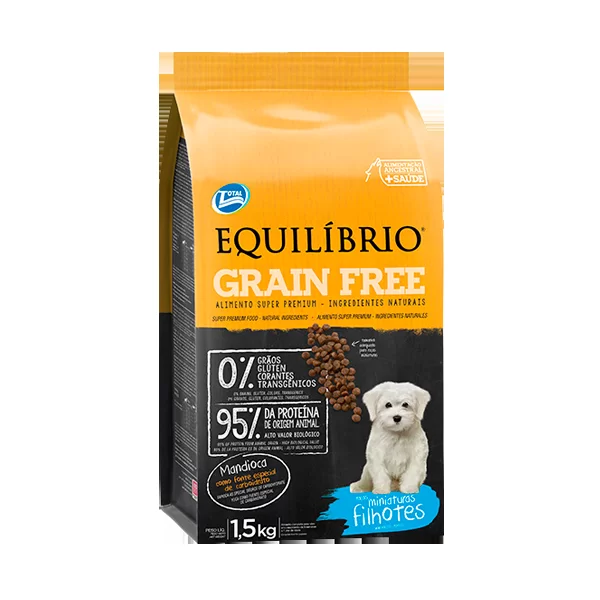 ALIMENTAÇÃO
ANCESTRAL
+SAÚDE
TOTAL
EQUILÍBRIO®
GRAIN FREE
ALIMENTO SUPER PREMIUM - INGREDIENTES NATURAIS
SUPER PREMIUM FOOD - NATURAL INGREDIENTS - ALIMENTO SUPER PREMIUM - INGREDIENTES NATURALES
0% GRÃOS
GLÚTEN
CORANTES
TRANSGÊNICOS
95% DA PROTEÍNA
DE ORIGEM ANIMAL
ALTO VALOR BIOLÓGICO
Mandioca
como fonte especial
de carboidrato
miniaturas
filhotes
1,5kg